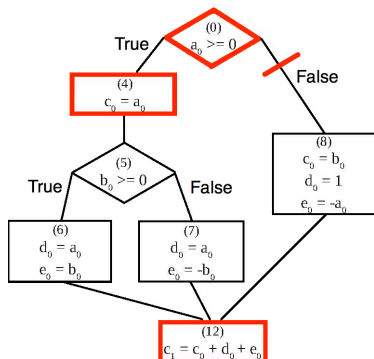 (0)
a₀ >= 0
True
False
(4)
c₀ = a₀
(5)
b₀ >= 0
True
False
(8)
c₀ = b₀
d₀ = 1
e₀ = -a₀
(6)
d₀ = a₀
e₀ = b₀
(7)
d₀ = a₀
e₀ = -b₀
(12)
c₁ = c₀ + d₀ + e₀